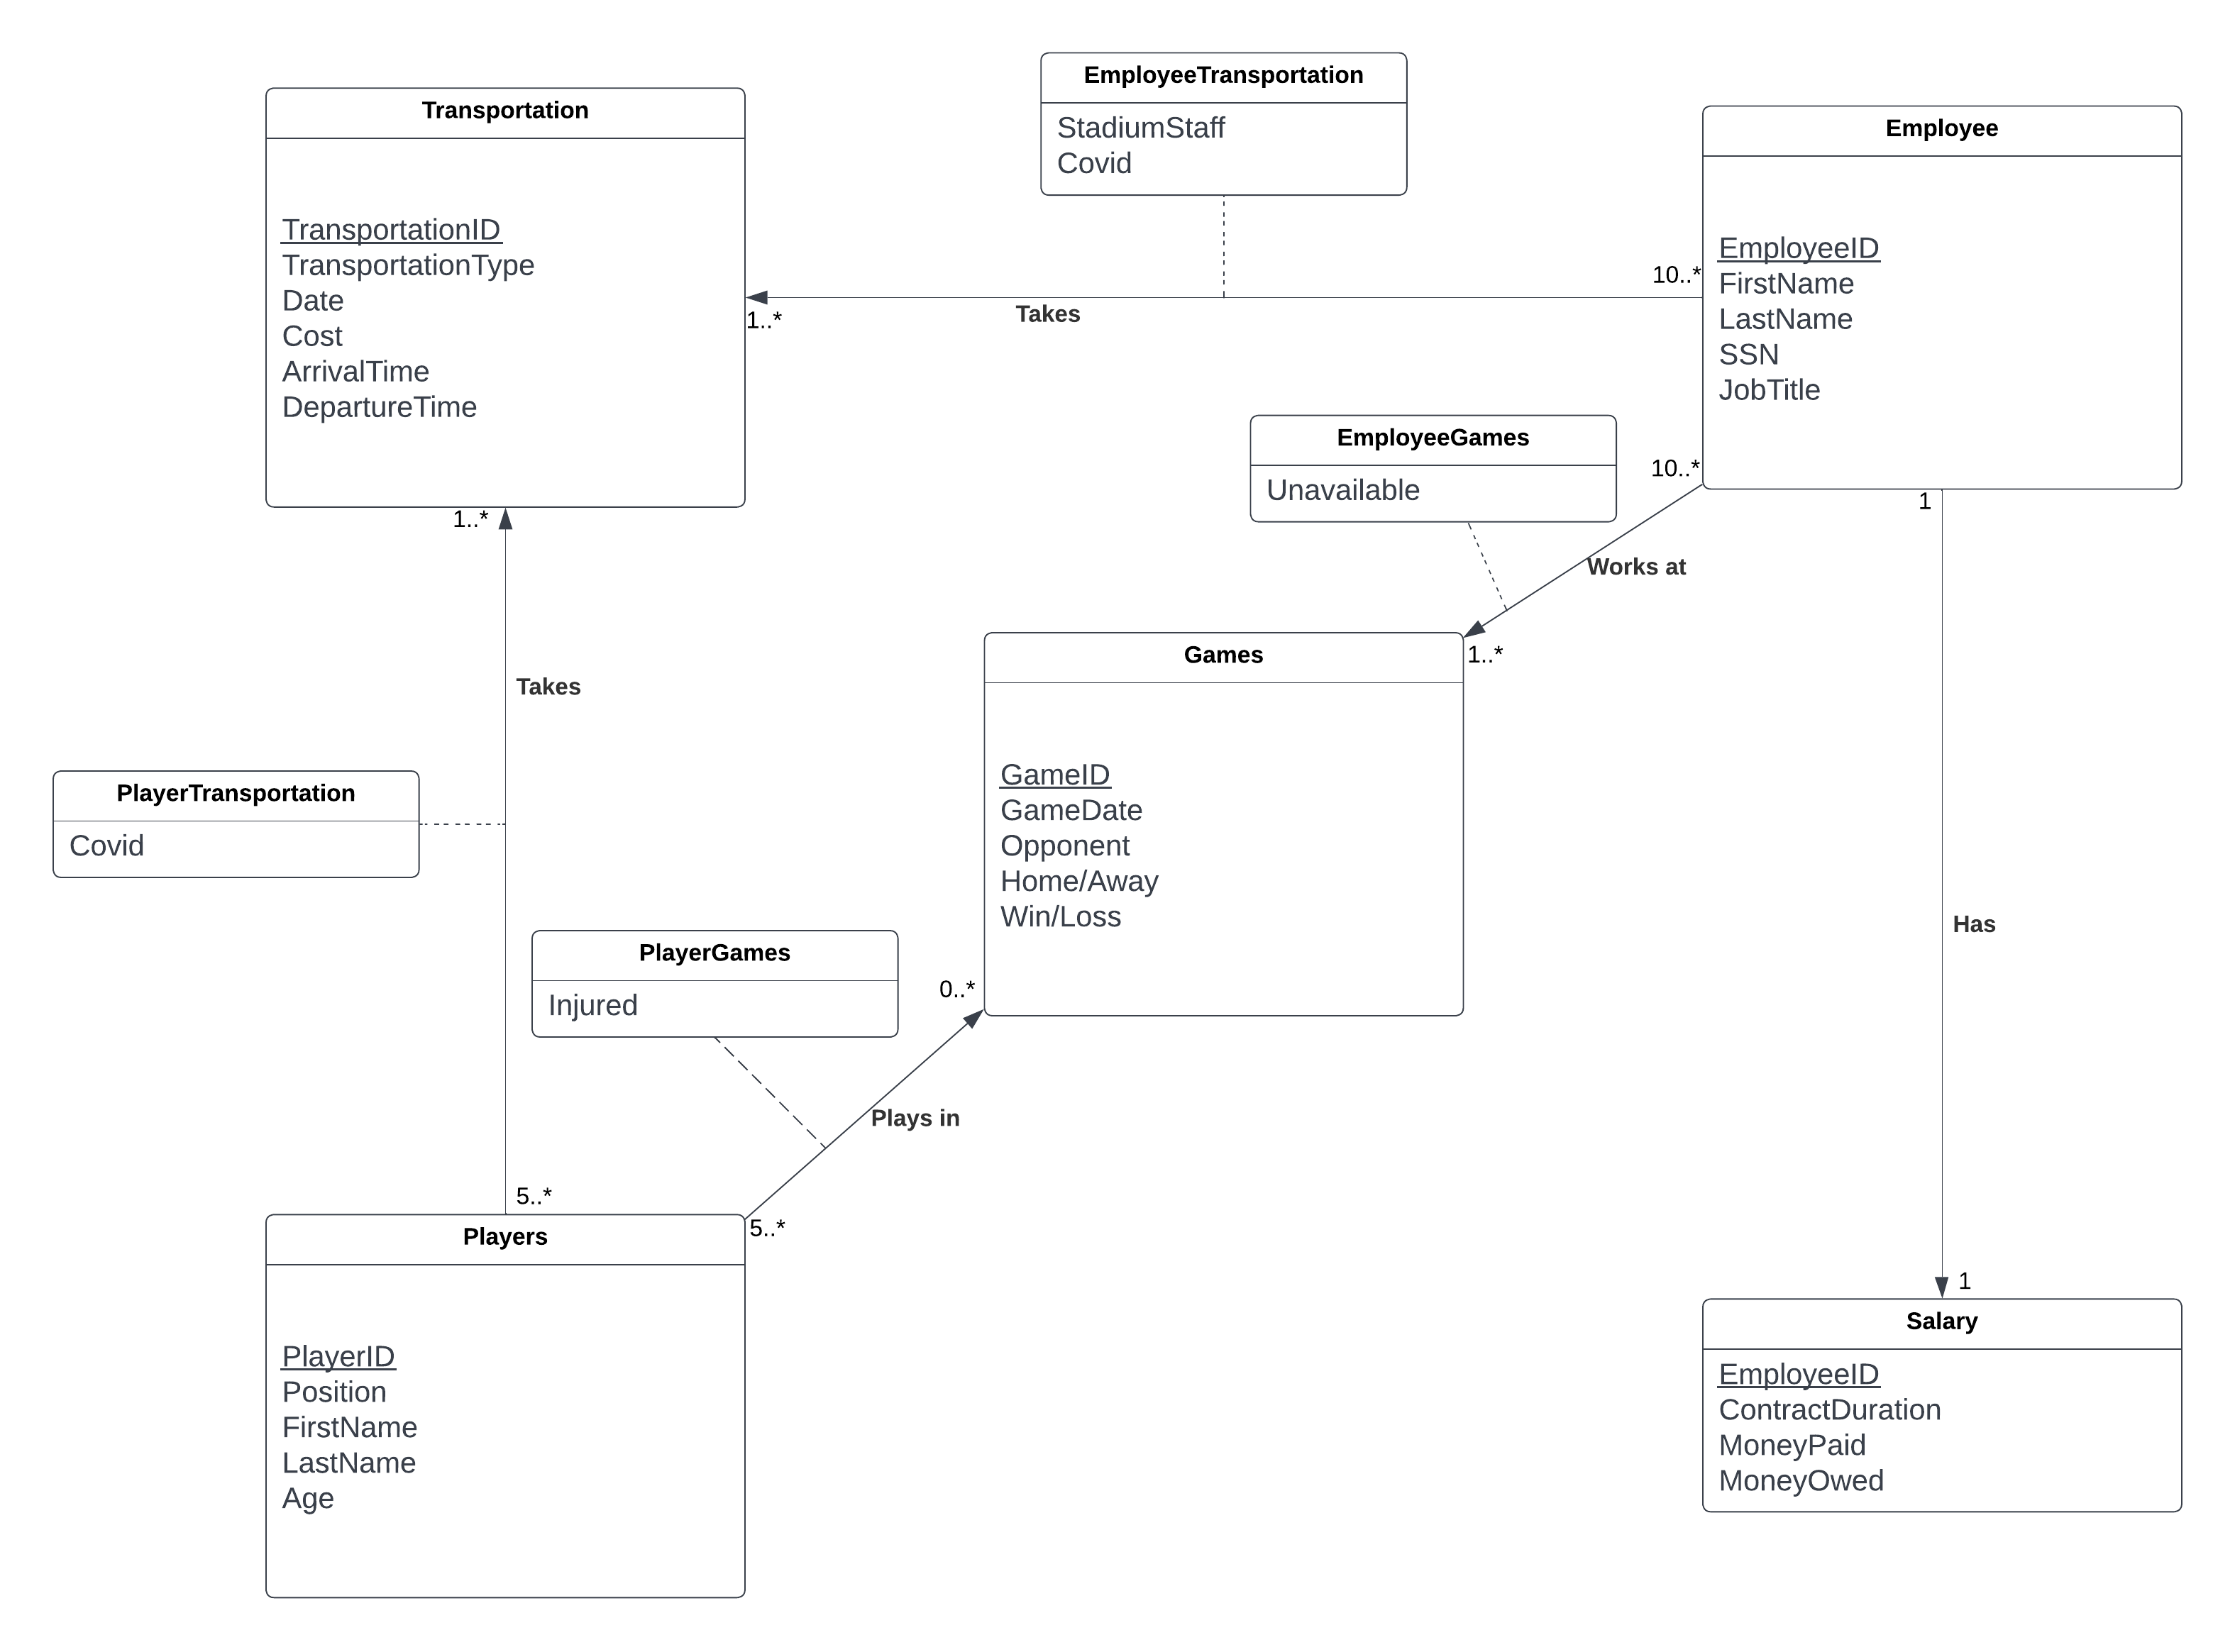 EmployeeTransportation
StadiumStaff
Covid
Transportation
TransportationID
TransportationType
Date
Cost
ArrivalTime
DepartureTime
Employee
EmployeeID
FirstName
LastName
SSN
JobTitle
10..*
Takes
1..*
EmployeeGames
Unavailable
10..*
1
1..*
Works at
Games
GameID
GameDate
Opponent
Home/Away
Win/Loss
1..*
Takes
PlayerTransportation
Covid
PlayerGames
Injured
0..*
Has
Plays in
5..*
5..*
Players
PlayerID
Position
FirstName
LastName
Age
1
Salary
EmployeeID
ContractDuration
MoneyPaid
MoneyOwed